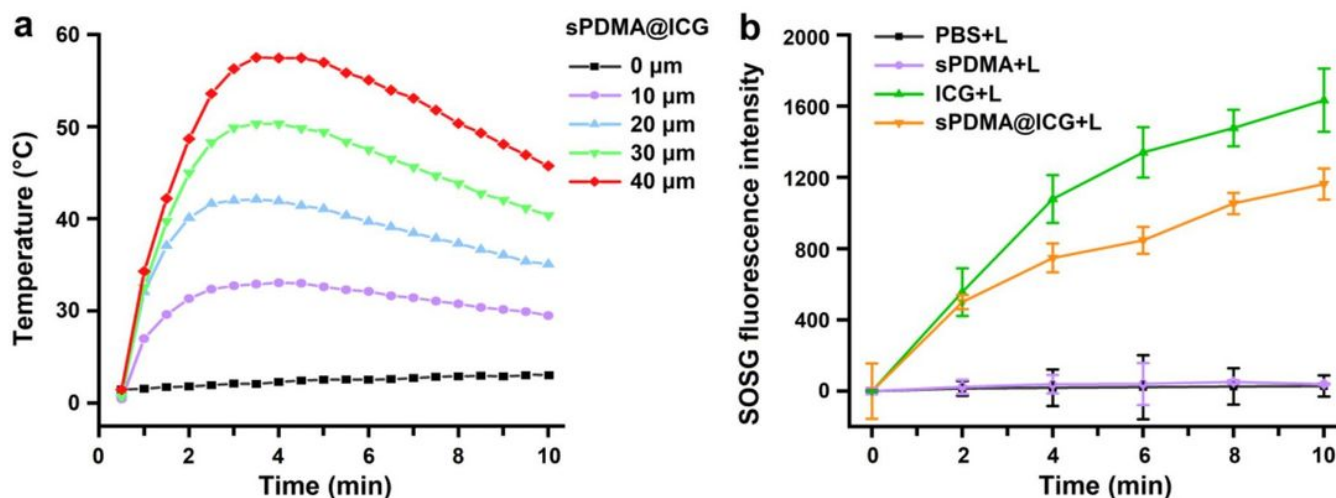 a
60
50
40
30
0
Temperature (°C)
0 2 4 6 8 10
Time (min)
sPDMA@ICG
0 μm
10 μm
20 μm
30 μm
40 μm
b
2000
1600
1200
800
400
0
SOSG fluorescence intensity
0 2 4 6 8 10
Time (min)
PBS+L
sPDMA+L
ICG+L
sPDMA@ICG+L